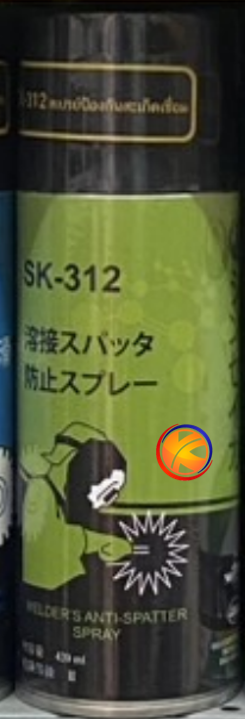 SK-312 สเปรย์ป้องกันสะเก็ดเชื่อม
SK-312
溶接スパッタ
防止スプレー
WELDER'S ANTI-SPATTER
SPRAY
420 ml